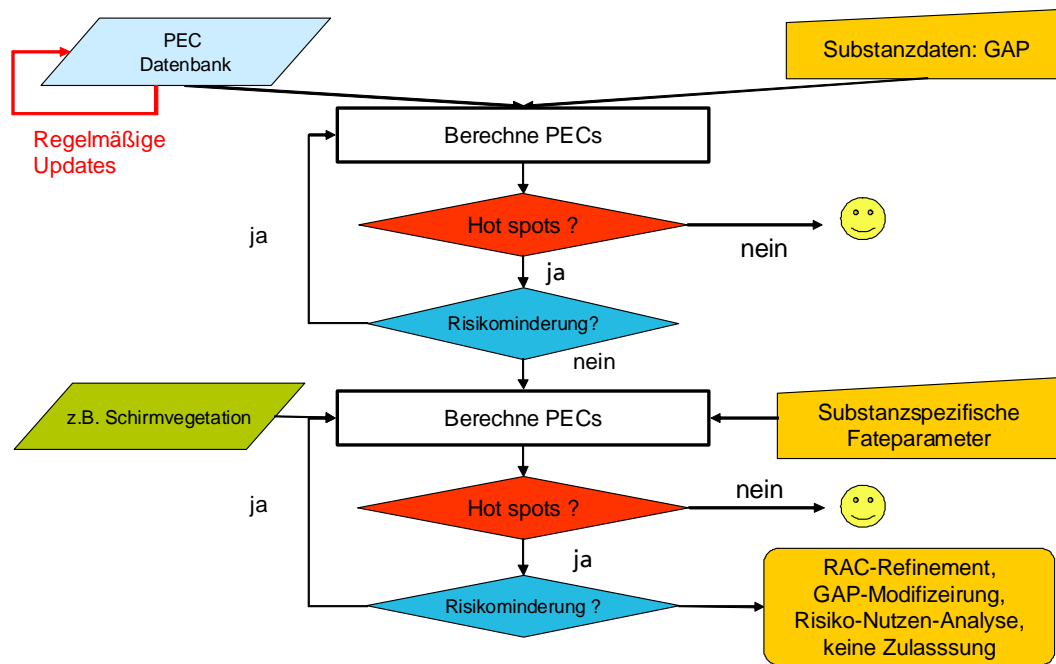 PEC
Datenbank
Substanzdaten: GAP
Regelmäßige
Updates
Berechne PECs
Hot spots ?
nein
ja
ja
Risikominderung?
nein
z.B. Schirmvegetation
Berechne PECs
Substanzspezifische
Fateparameter
Hot spots ?
nein
ja
ja
Risikominderung ?
RAC-Refinement,
GAP-Modifizeirung,
Risiko-Nutzen-Analyse,
keine Zulasssung